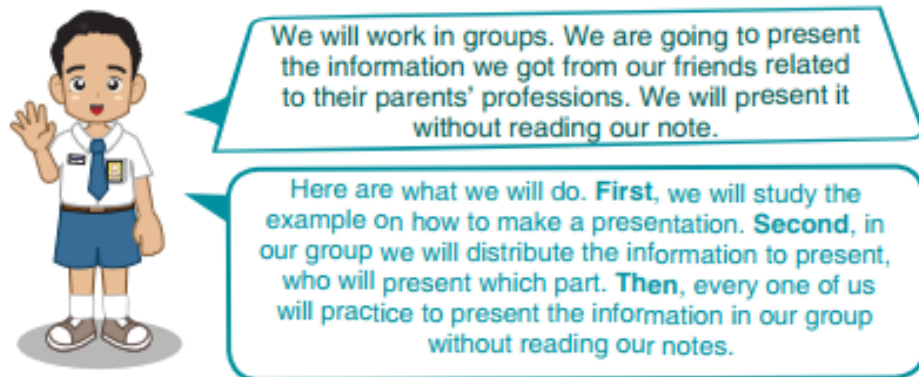 We will work in groups. We are going to present
the information we got from our friends related
to their parents' professions. We will present it
without reading our note.
Here are what we will do. First, we will study the
example on how to make a presentation. Second, in
our group we will distribute the information to present,
who will present which part. Then, every one of us
will practice to present the information in our group
without reading our notes.